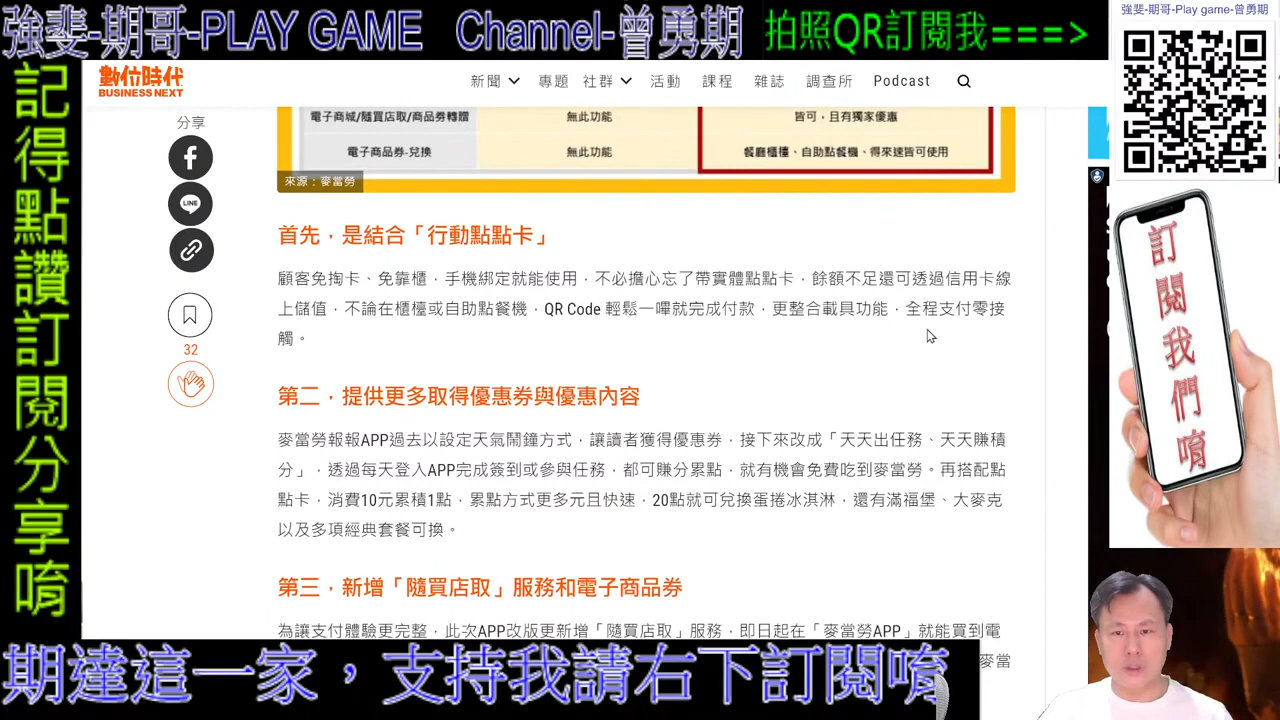 強斐-期哥-PLAY GAME Channel-曾勇期
拍照QR訂閱我===>
強斐-期哥-Play game-曾勇期
記得點讚訂閱分享唷
數位時代
BUSINESS NEXT
新聞 專題 社群 活動 課程 雜誌 調查所 Podcast
分享
LINE
32
電子商城/隨買店取/商品券轉贈 無此功能 皆可，且有獨家優惠
電子商品券-兌換 無此功能 餐廳櫃檯、自助點餐機、得來速皆可使用
來源：麥當勞
首先，是結合「行動點點卡」
顧客免掏卡、免靠櫃，手機綁定就能使用，不必擔心忘了帶實體點點卡，餘額不足還可透過信用卡線
上儲值，不論在櫃檯或自助點餐機，QR Code 輕鬆一嗶就完成付款，更整合載具功能，全程支付零接
觸。
第二，提供更多取得優惠券與優惠內容
麥當勞報報APP過去以設定天氣鬧鐘方式，讓讀者獲得優惠券，接下來改成「天天出任務、天天賺積
分」，透過每天登入APP完成簽到或參與任務，都可賺分累點，就有機會免費吃到麥當勞。再搭配點
點卡，消費10元累積1點，累點方式更多元且快速，20點就可兌換蛋捲冰淇淋，還有滿福堡、大麥克
以及多項經典套餐可換。
第三，新增「隨買店取」服務和電子商品券
為讓支付體驗更完整，此次APP改版更新增「隨買店取」服務，即日起在「麥當勞APP」就能買到電
麥當
訂閱我們唷
期達這一家，支持我請右下訂閱唷